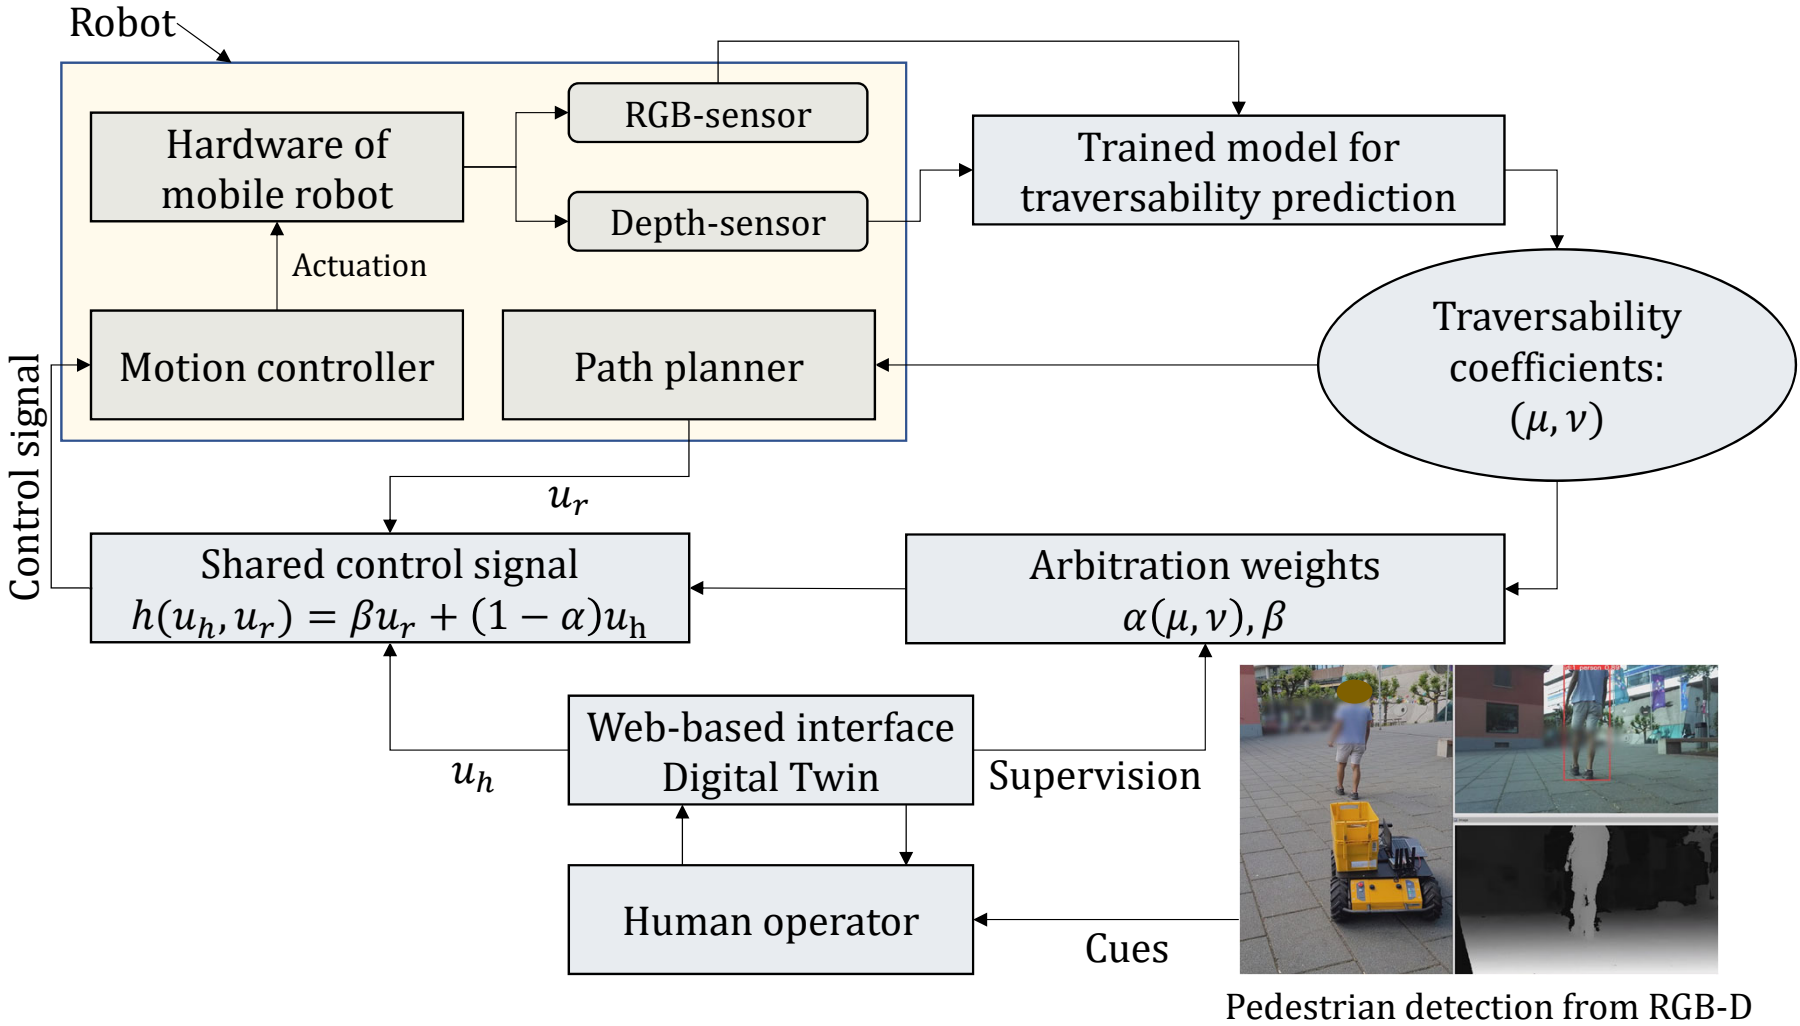 Robot
RGB-sensor
Hardware of
mobile robot
Depth-sensor
Trained model for
traversability prediction
Actuation
Motion controller
Path planner
Traversability
coefficients:
(μ, ν)
Control signal
u_r
Shared control signal
h(u_h, u_r) = βu_r + (1 − α)u_h
Arbitration weights
α(μ, ν), β
Web-based interface
Digital Twin
u_h
Supervision
Human operator
Cues
Pedestrian detection from RGB-D